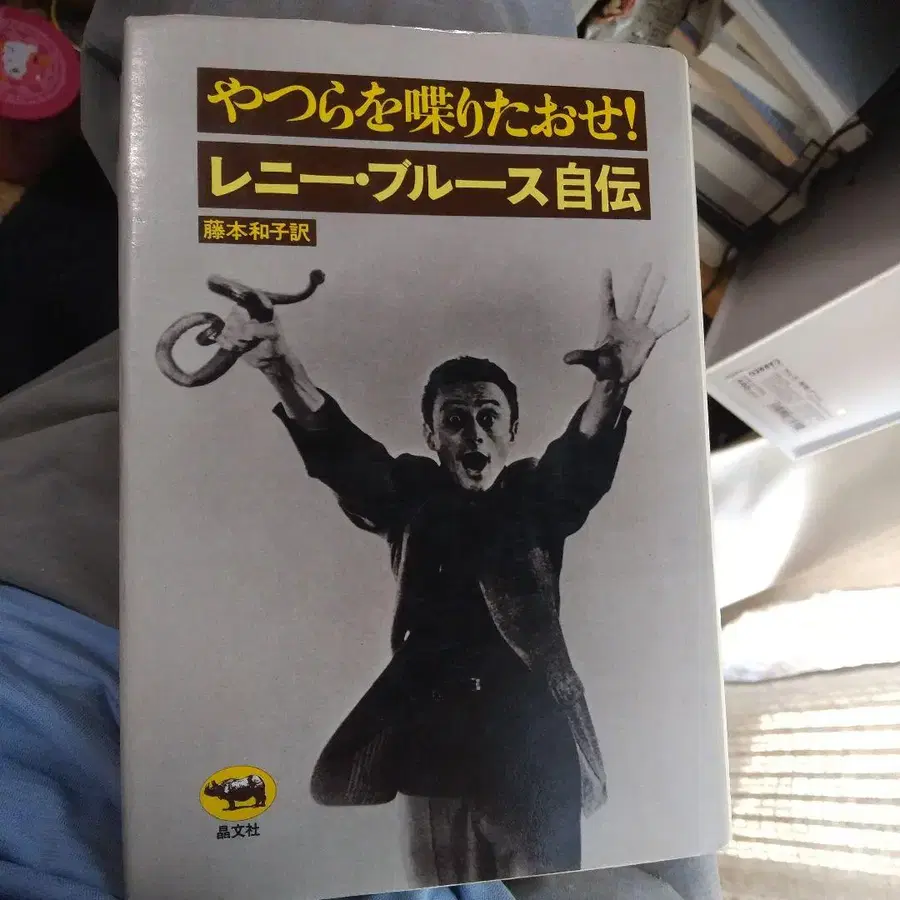 やつらを喋りたおせ!
レニー・ブルース自伝
藤本和子訳
晶文社